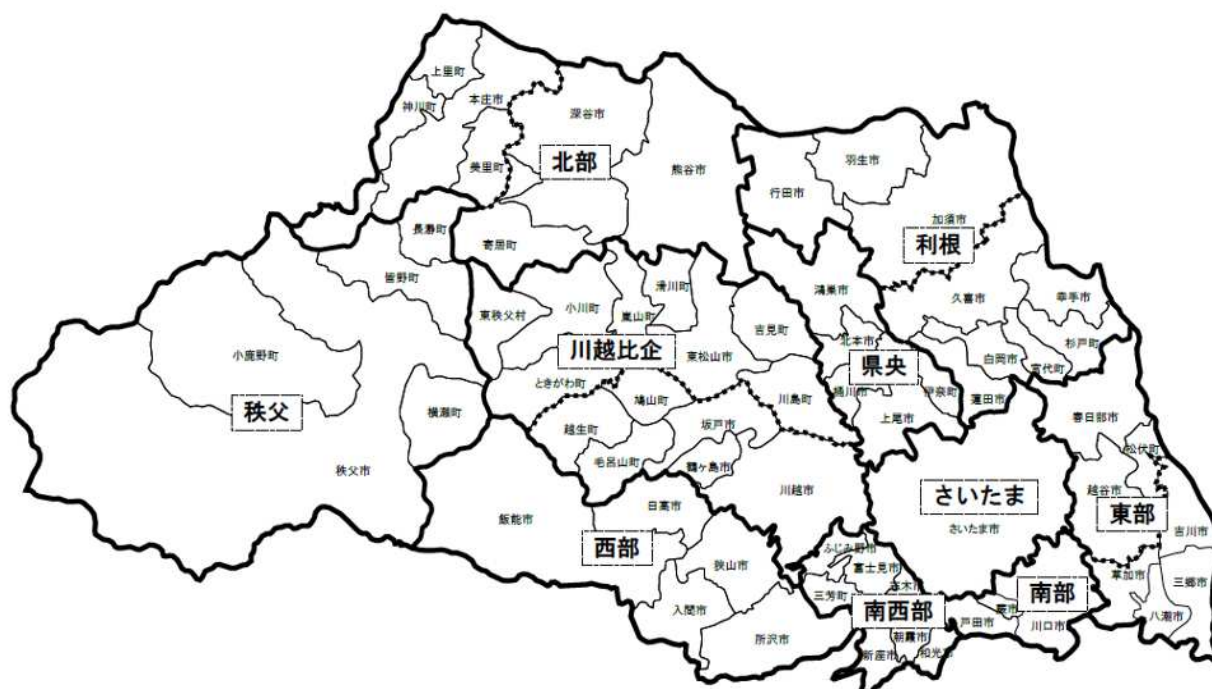 上里町
神川町
本庄市
深谷市
美里町
北部
熊谷市
羽生市
行田市
加須市
利根
長瀞町
寄居町
皆野町
東秩父村
小川町
嵐山町
滑川町
吉見町
鴻巣市
久喜市
幸手市
小鹿野町
秩父
横瀬町
秩父市
川越比企
東松山市
ときがわ町
鳩山町
川島町
越生町
坂戸市
毛呂山町
鶴ヶ島市
川越市
北本市
県央
桶川市
伊奈町
上尾市
白岡市
杉戸町
宮代町
蓮田市
春日部市
松伏町
越谷市
東部
吉川市
さいたま
さいたま市
飯能市
日高市
西部
狭山市
入間市
所沢市
ふじみ野市
富士見市
三芳町
志木市
南西部
朝霞市
新座市
和光市
南部
蕨市
戸田市
川口市
草加市
三郷市
八潮市